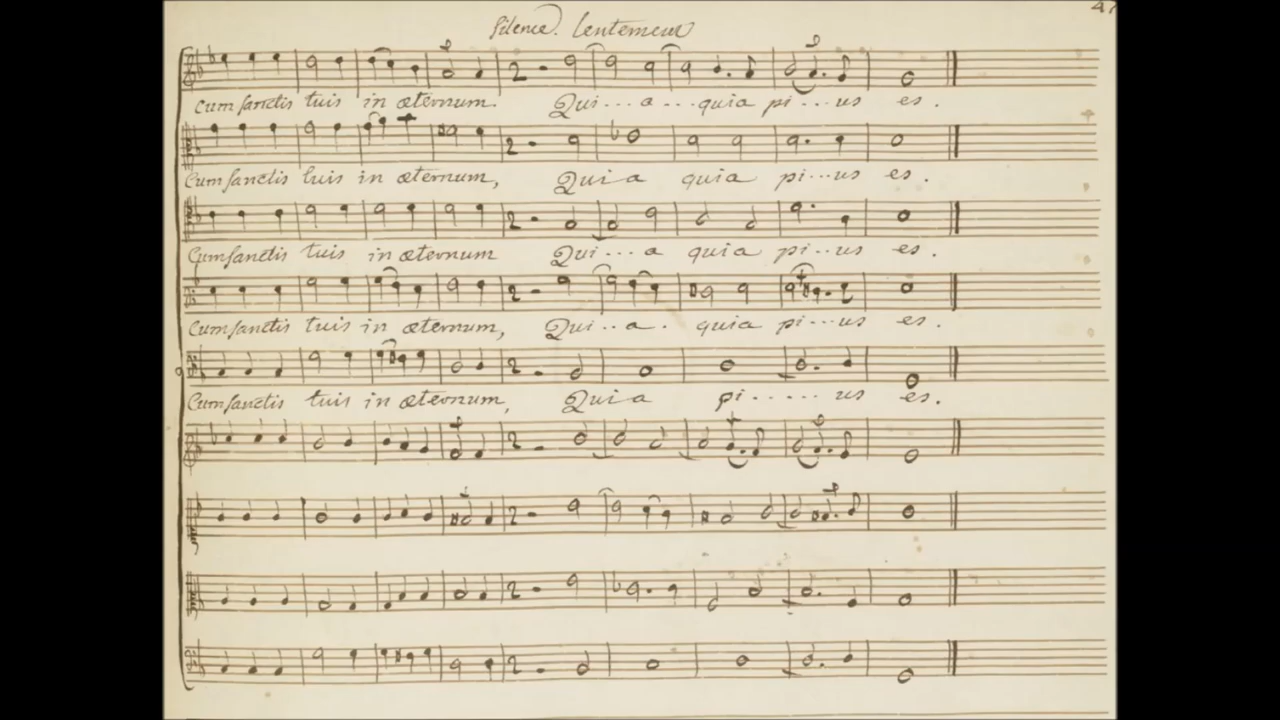 47
Silence. lentement
Cum sanctis tuis in æternum. Qui...a...quia pi...us es.
Cum sanctis tuis in æternum, Quia quia pi...us es.
Cum sanctis tuis in æternum Qui...a quia pi..us es.
Cum sanctis tuis in æternum, Qui..a. quia pi...us es.
Cum sanctis tuis in æternum, Quia pi......us es.